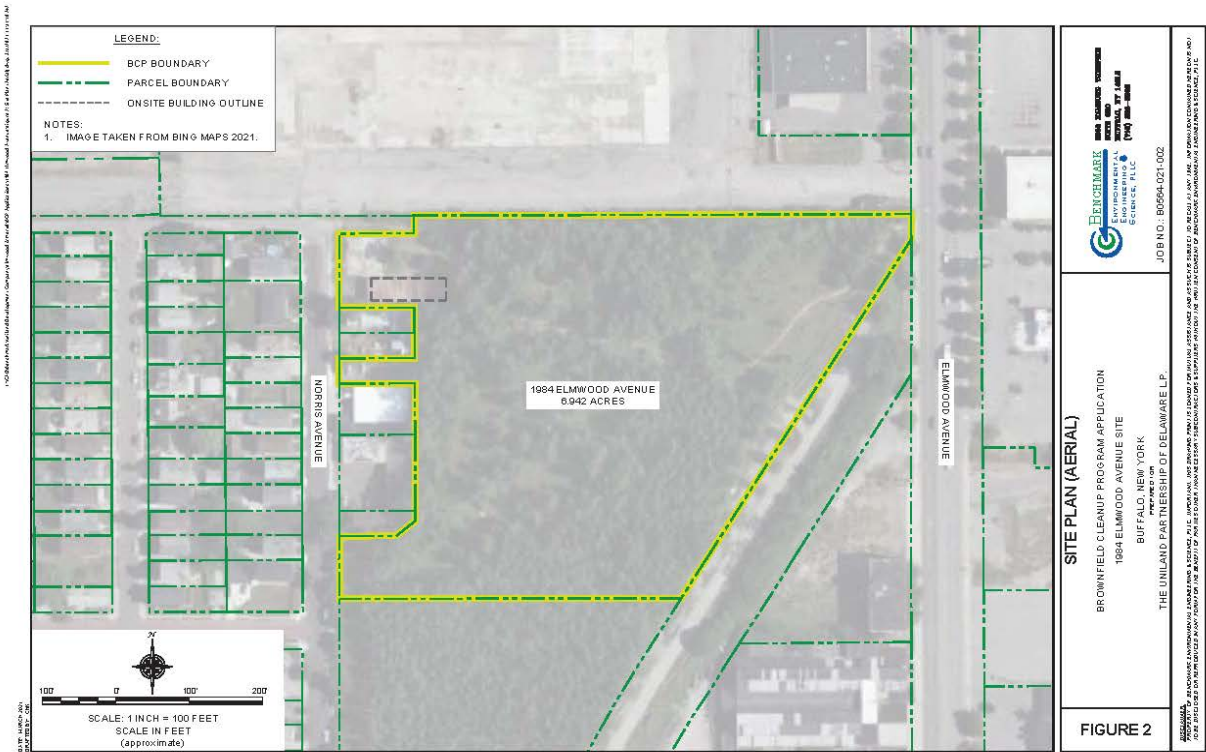 LEGEND:
BCP BOUNDARY
PARCEL BOUNDARY
ONSITE BUILDING OUTLINE
NOTES:
1. IMAGE TAKEN FROM BING MAPS 2021.
NORRIS AVENUE
1984 ELMWOOD AVENUE
6.942 ACRES
ELMWOOD AVENUE
N
100' 0' 100' 200'
SCALE: 1 INCH = 100 FEET
SCALE IN FEET
(approximate)
BENCHMARK
ENVIRONMENTAL
ENGINEERING &
SCIENCE, PLLC
JOB NO.: B0564-021-002
SITE PLAN (AERIAL)
BROWNFIELD CLEANUP PROGRAM APPLICATION
1984 ELMWOOD AVENUE SITE
BUFFALO, NEW YORK
PREPARED FOR
THE UNILAND PARTNERSHIP OF DELAWARE L.P.
FIGURE 2